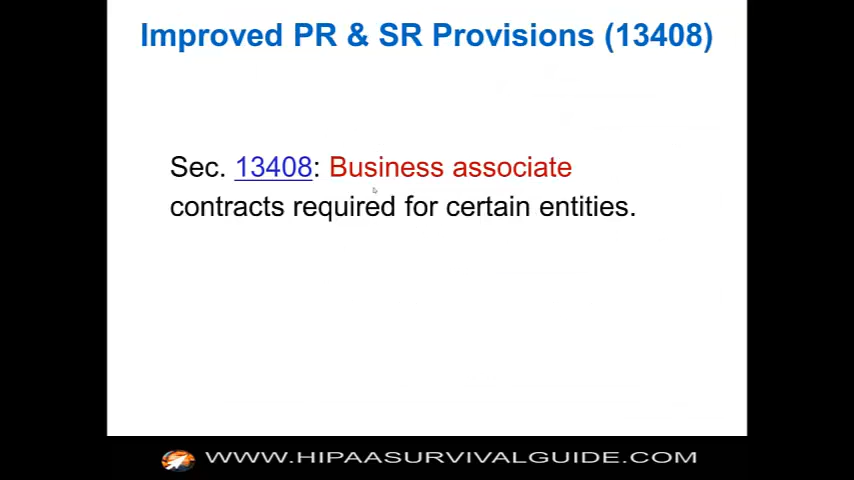 Improved PR & SR Provisions (13408)
Sec. 13408: Business associate
contracts required for certain entities.
WWW.HIPAASURVIVALGUIDE.COM